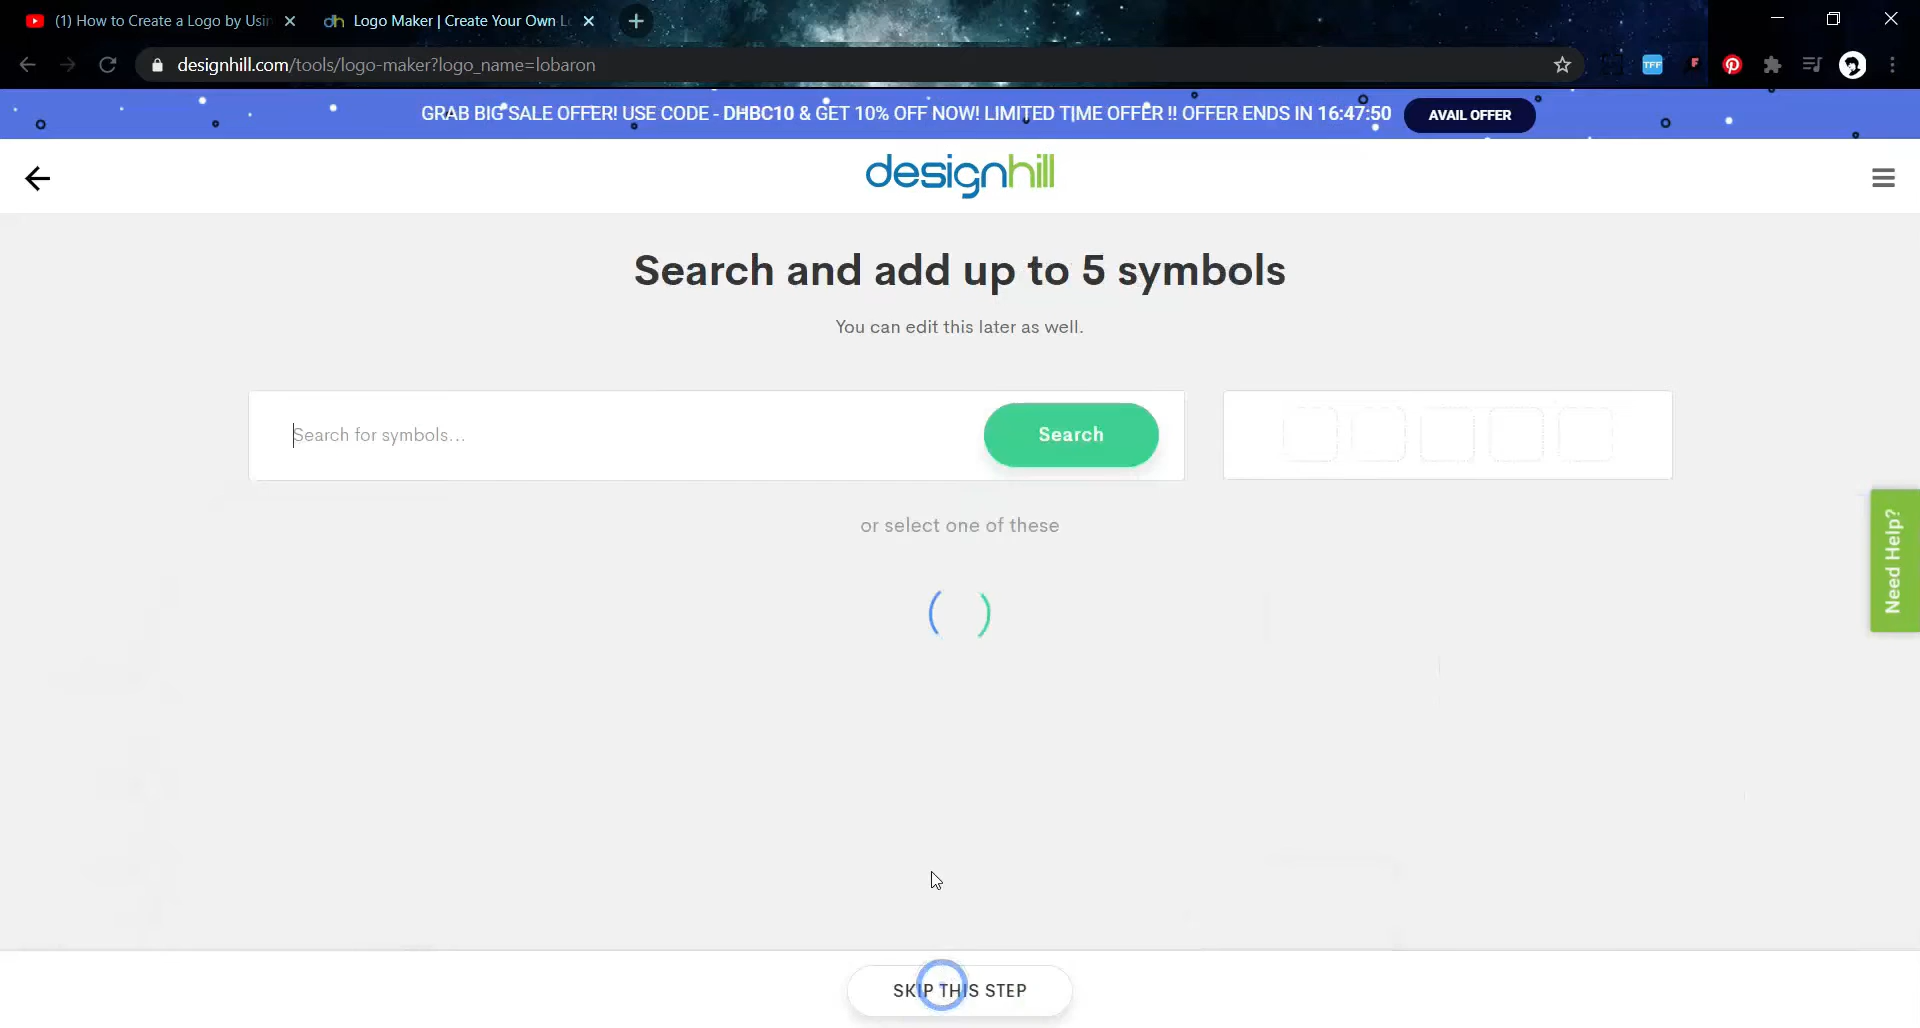 (1) How to Create a Logo by Usin
Logo Maker | Create Your Own Lo
designhill.com/tools/logo-maker?logo_name=lobaron
TFF
F
GRAB BIG SALE OFFER! USE CODE - DHBC10 & GET 10% OFF NOW! LIMITED TIME OFFER !! OFFER ENDS IN 16:47:50
AVAIL OFFER
designhill
Search and add up to 5 symbols
You can edit this later as well.
Search for symbols...
Search
or select one of these
Need Help?
SKIP THIS STEP